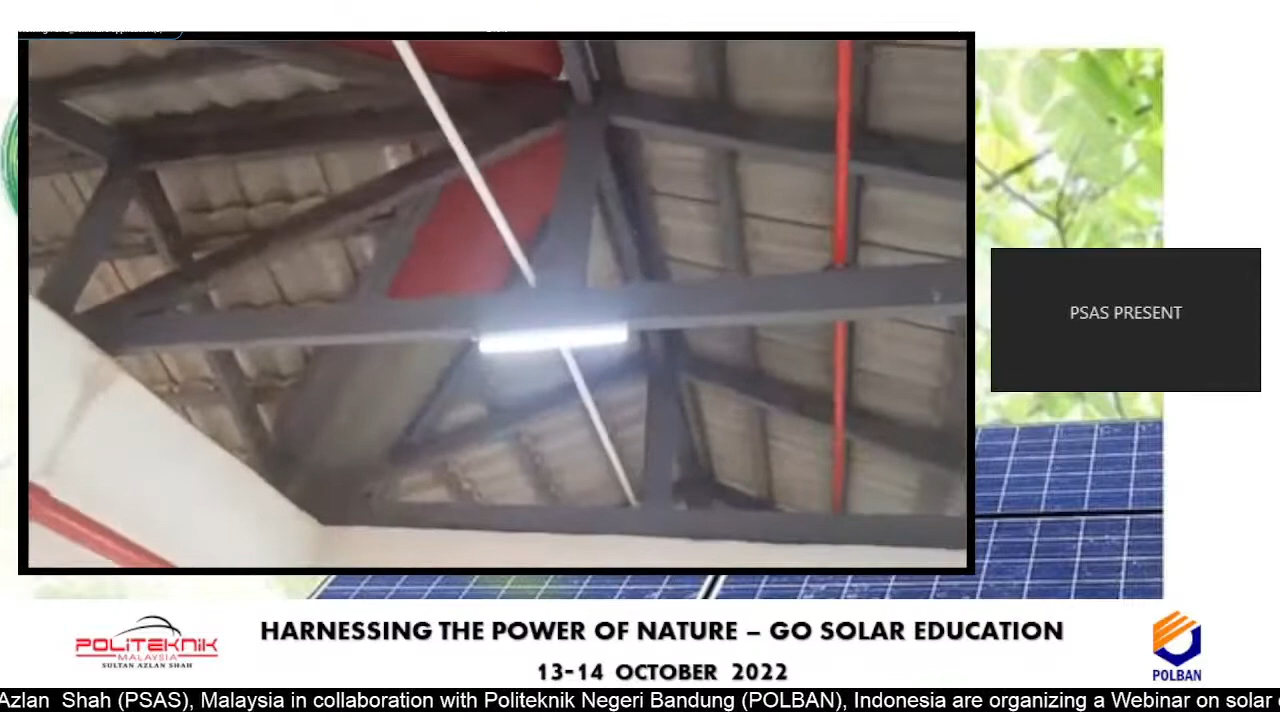 PSAS PRESENT
POLITEKNIK
MALAYSIA
SULTAN AZLAN SHAH
HARNESSING THE POWER OF NATURE – GO SOLAR EDUCATION
13-14 OCTOBER 2022
POLBAN
Azlan Shah (PSAS), Malaysia in collaboration with Politeknik Negeri Bandung (POLBAN), Indonesia are organizing a Webinar on solar